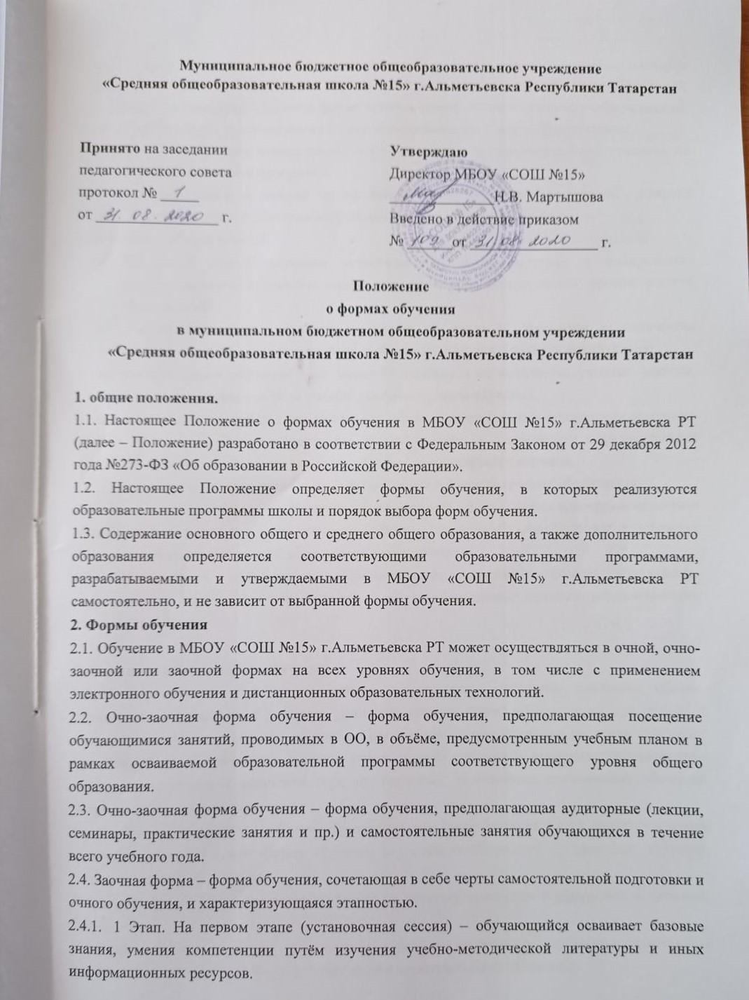 Муниципальное бюджетное общеобразовательное учреждение
«Средняя общеобразовательная школа №15» г.Альметьевска Республики Татарстан
Принято на заседании
педагогического совета
протокол № 1
от 31. 08. 2020 г.
Утверждаю
Директор МБОУ «СОШ №15»
Н.В. Мартышова
Введено в действие приказом
№ 109 от 31. 08. 2020 г.
Положение
о формах обучения
в муниципальном бюджетном общеобразовательном учреждении
«Средняя общеобразовательная школа №15» г.Альметьевска Республики Татарстан
1. общие положения.
1.1. Настоящее Положение о формах обучения в МБОУ «СОШ №15» г.Альметьевска РТ
(далее – Положение) разработано в соответствии с Федеральным Законом от 29 декабря 2012
года №273-ФЗ «Об образовании в Российской Федерации».
1.2. Настоящее Положение определяет формы обучения, в которых реализуются
образовательные программы школы и порядок выбора форм обучения.
1.3. Содержание основного общего и среднего общего образования, а также дополнительного
образования определяется соответствующими образовательными программами,
разрабатываемыми и утверждаемыми в МБОУ «СОШ №15» г.Альметьевска РТ
самостоятельно, и не зависит от выбранной формы обучения.
2. Формы обучения
2.1. Обучение в МБОУ «СОШ №15» г.Альметьевска РТ может осуществляться в очной, очно-
заочной или заочной формах на всех уровнях обучения, в том числе с применением
электронного обучения и дистанционных образовательных технологий.
2.2. Очно-заочная форма обучения – форма обучения, предполагающая посещение
обучающимися занятий, проводимых в ОО, в объёме, предусмотренным учебным планом в
рамках осваиваемой образовательной программы соответствующего уровня общего
образования.
2.3. Очно-заочная форма обучения – форма обучения, предполагающая аудиторные (лекции,
семинары, практические занятия и пр.) и самостоятельные занятия обучающихся в течение
всего учебного года.
2.4. Заочная форма – форма обучения, сочетающая в себе черты самостоятельной подготовки и
очного обучения, и характеризующаяся этапностью.
2.4.1. 1 Этап. На первом этапе (установочная сессия) – обучающийся осваивает базовые
знания, умения компетенции путём изучения учебно-методической литературы и иных
информационных ресурсов.